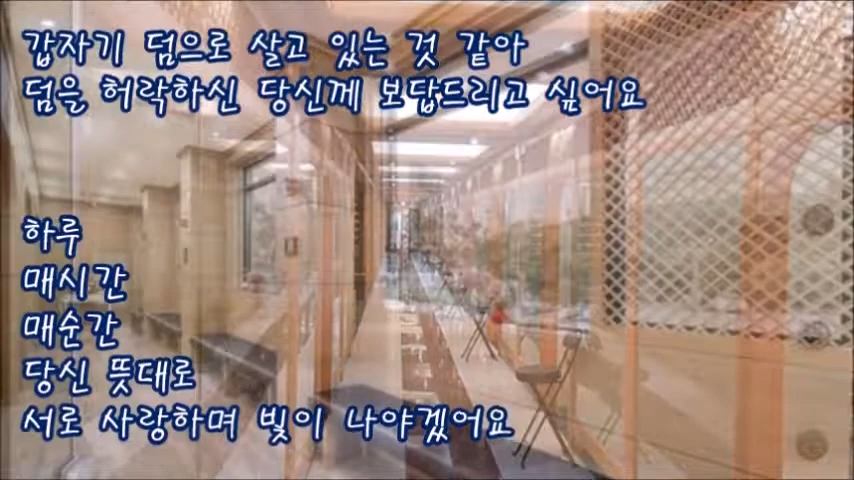 갑자기 덤으로 살고 있는 것 같아
덤을 허락하신 당신께 보답드리고 싶어요
하루
매시간
매순간
당신 뜻대로
서로 사랑하며 빛이 나야겠어요